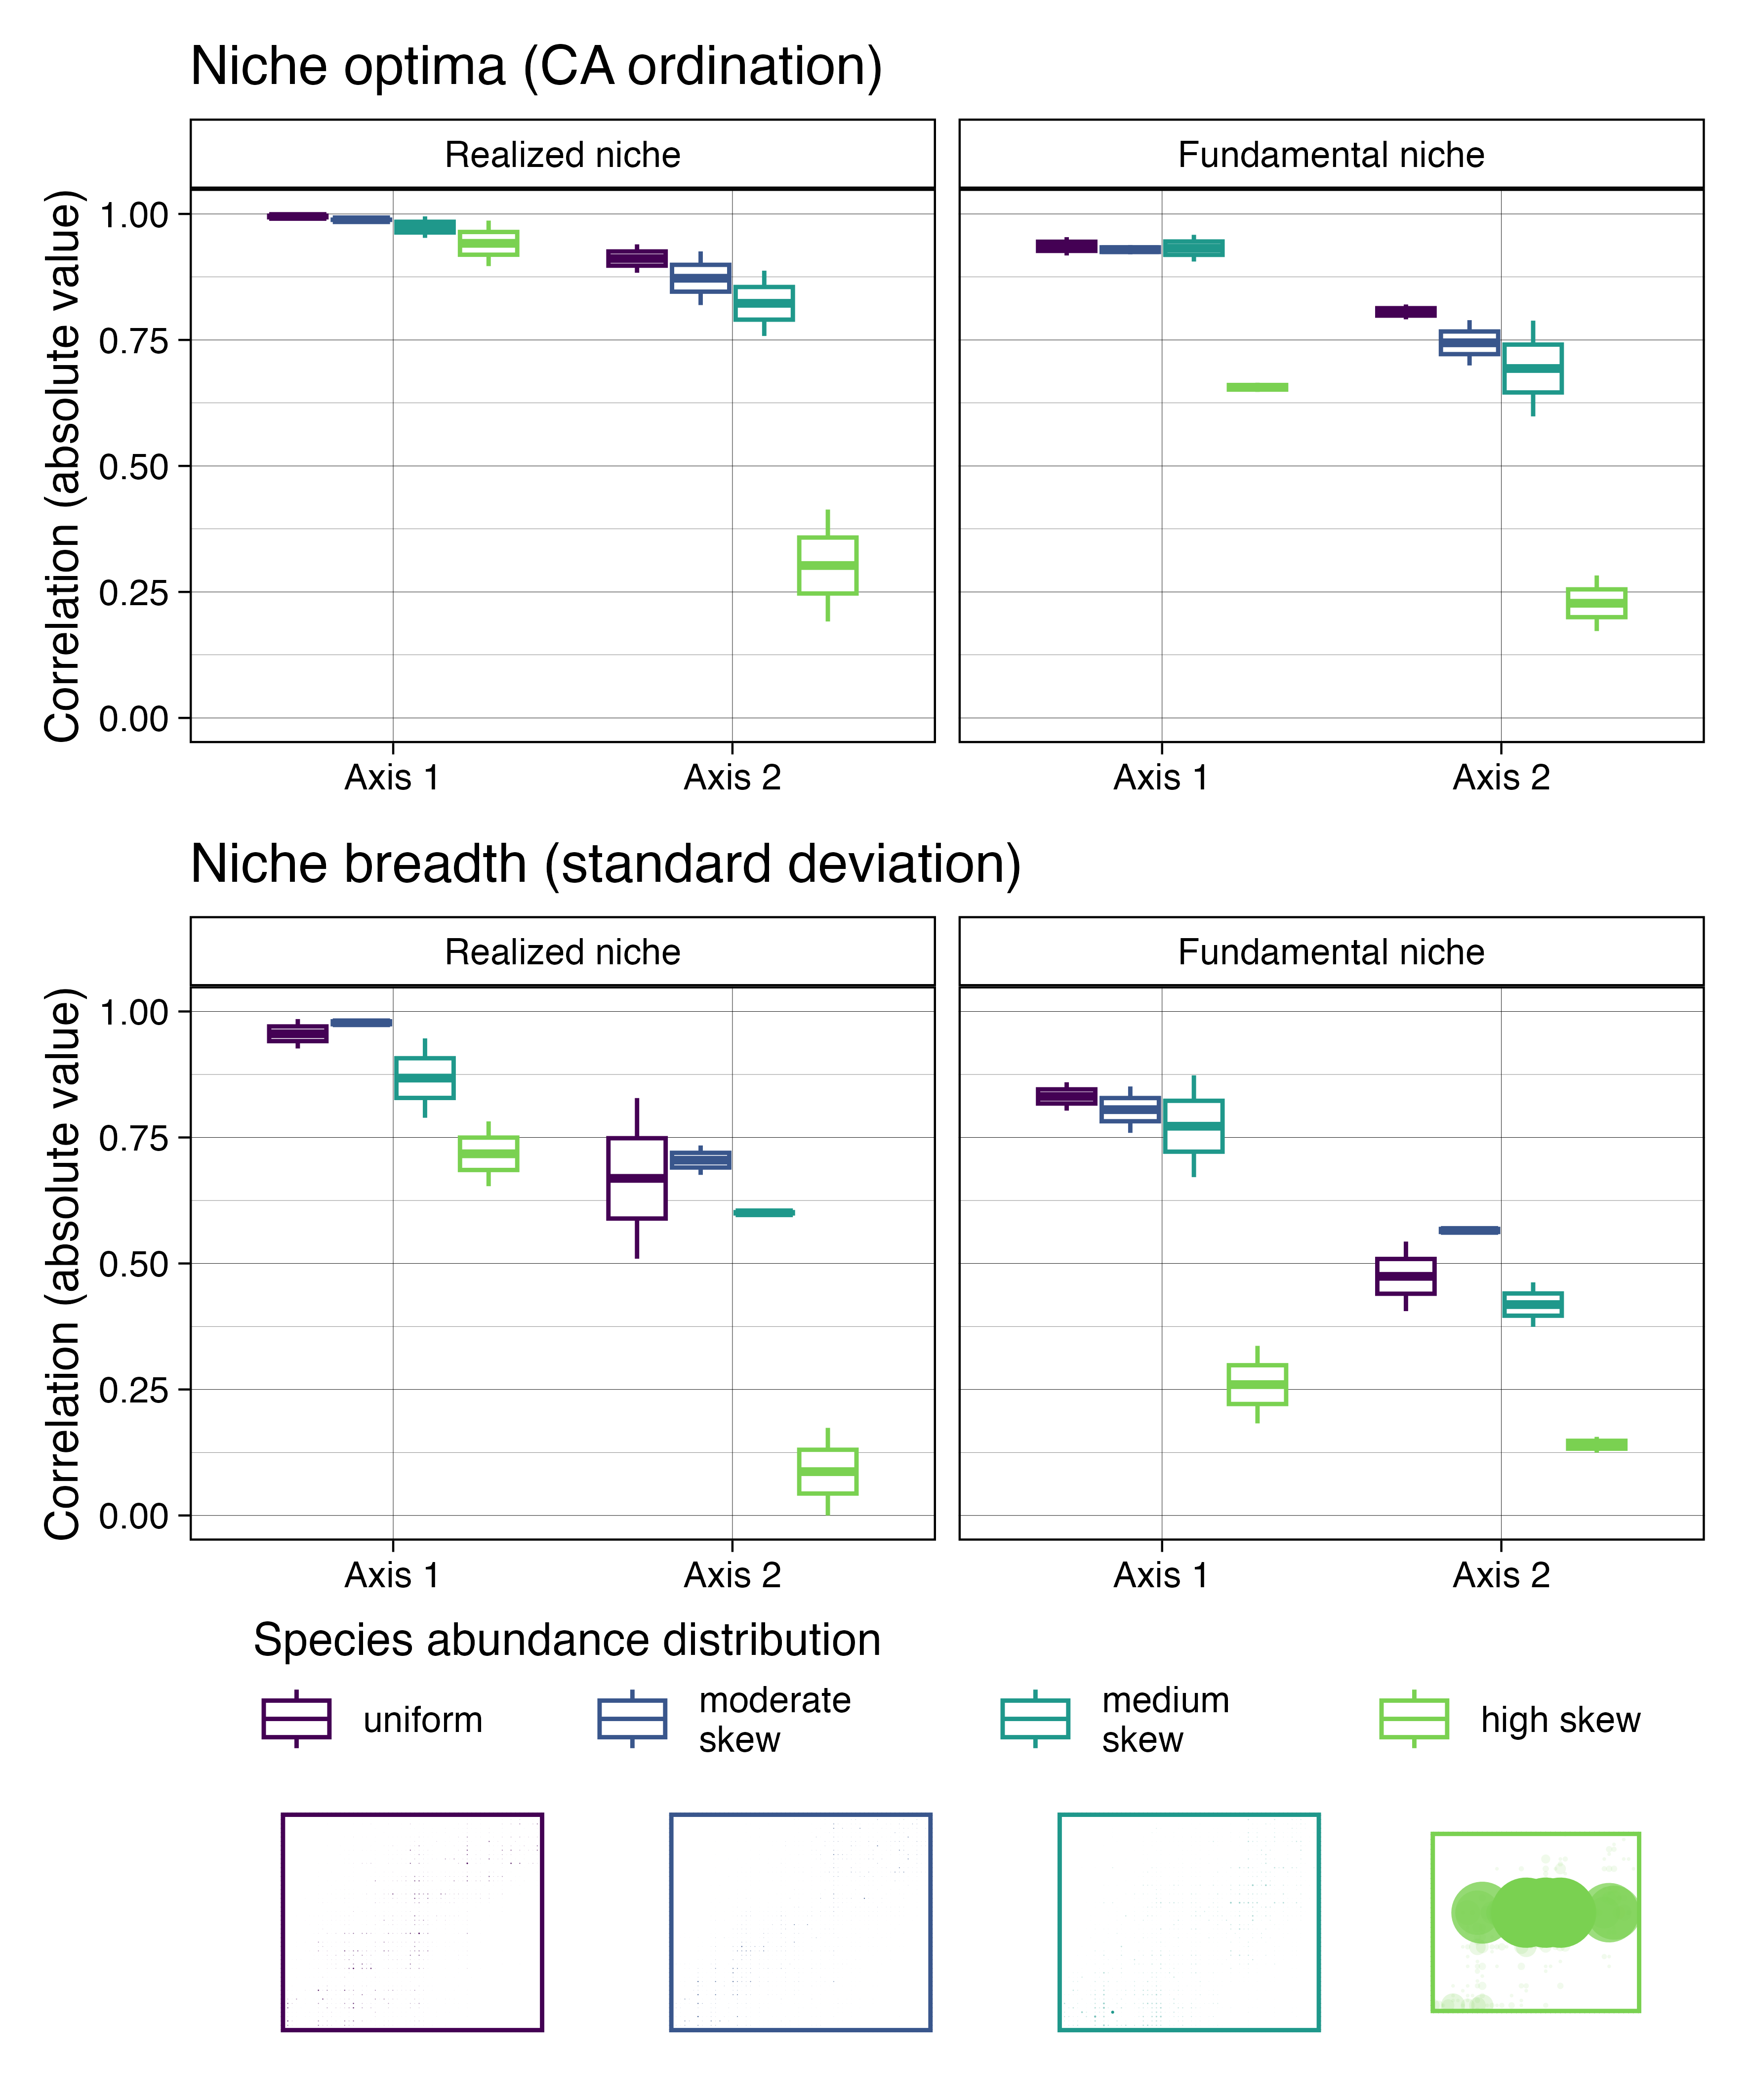 Niche optima (CA ordination)
Realized niche
Fundamental niche
Correlation (absolute value)
1.00
0.75
0.50
0.25
0.00
Axis 1
Axis 2
Axis 1
Axis 2
Niche breadth (standard deviation)
Realized niche
Fundamental niche
Correlation (absolute value)
1.00
0.75
0.50
0.25
0.00
Axis 1
Axis 2
Axis 1
Axis 2
Species abundance distribution
uniform
moderate
skew
medium
skew
high skew